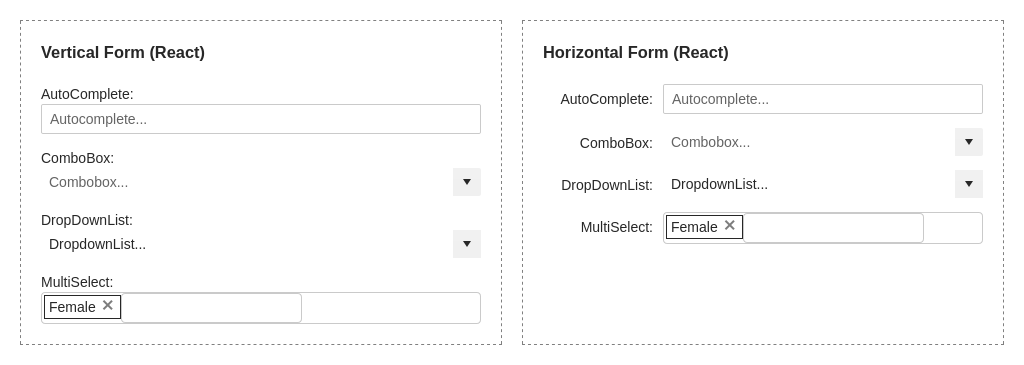 Vertical Form (React)
AutoComplete:
Autocomplete...
ComboBox:
Combobox...
DropDownList:
DropdownList...
MultiSelect:
Female ✕
Horizontal Form (React)
AutoComplete: Autocomplete...
ComboBox: Combobox...
DropDownList: DropdownList...
MultiSelect: Female ✕